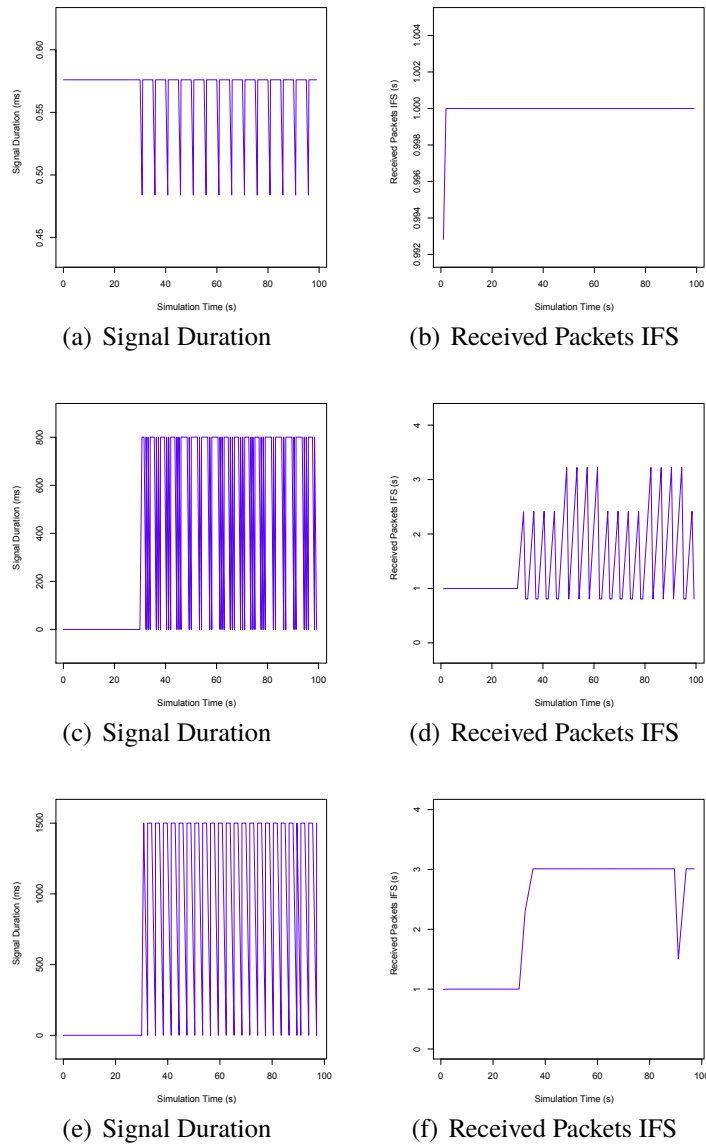 0.60
0.55
0.50
0.45
Signal Duration (ms)
0 20 40 60 80 100
Simulation Time (s)
(a) Signal Duration
1.004
1.002
1.000
0.998
0.996
0.994
0.992
Received Packets IFS (s)
0 20 40 60 80 100
Simulation Time (s)
(b) Received Packets IFS
800
600
400
200
0
Signal Duration (ms)
0 20 40 60 80 100
Simulation Time (s)
(c) Signal Duration
4
3
2
1
0
Received Packets IFS (s)
0 20 40 60 80 100
Simulation Time (s)
(d) Received Packets IFS
1500
1000
500
0
Signal Duration (ms)
0 20 40 60 80 100
Simulation Time (s)
(e) Signal Duration
4
3
2
1
0
Received Packets IFS (s)
0 20 40 60 80 100
Simulation Time (s)
(f) Received Packets IFS